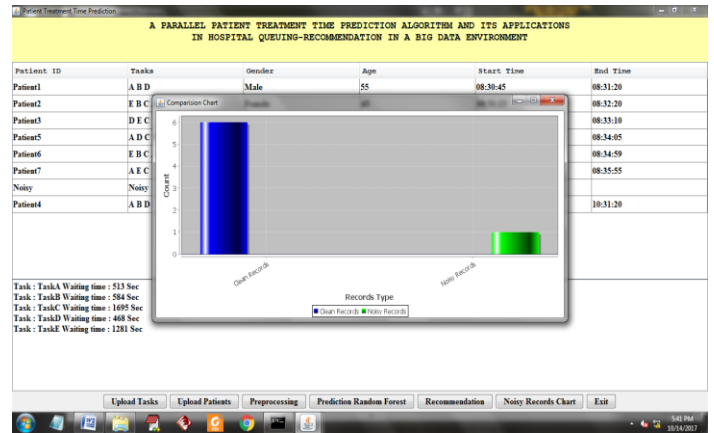 Patient Treatment Time Prediction
A PARALLEL PATIENT TREATMENT TIME PREDICTION ALGORITHM AND ITS APPLICATIONS
IN HOSPITAL QUEUING-RECOMMENDATION IN A BIG DATA ENVIRONMENT
Patient ID Tasks Gender Age Start Time End Time
Patient1 A B D Male 55 08:30:45 08:31:20
Patient2 E B C 08:32:20
Patient3 D E C 08:33:10
Patient5 A D C 08:34:05
Patient6 E B C 08:34:59
Patient7 A E C 08:35:55
Noisy Noisy
Patient4 A B D 10:31:20
Comparision Chart
6
5
4
3
2
1
0
Count
Clean Records
Noisy Records
Records Type
Clean Records Noisy Records
Task : TaskA Waiting time : 513 Sec
Task : TaskB Waiting time : 584 Sec
Task : TaskC Waiting time : 1695 Sec
Task : TaskD Waiting time : 468 Sec
Task : TaskE Waiting time : 1281 Sec
Upload Tasks Upload Patients Preprocessing Prediction Random Forest Recommendation Noisy Records Chart Exit
5:41 PM
10/14/2017